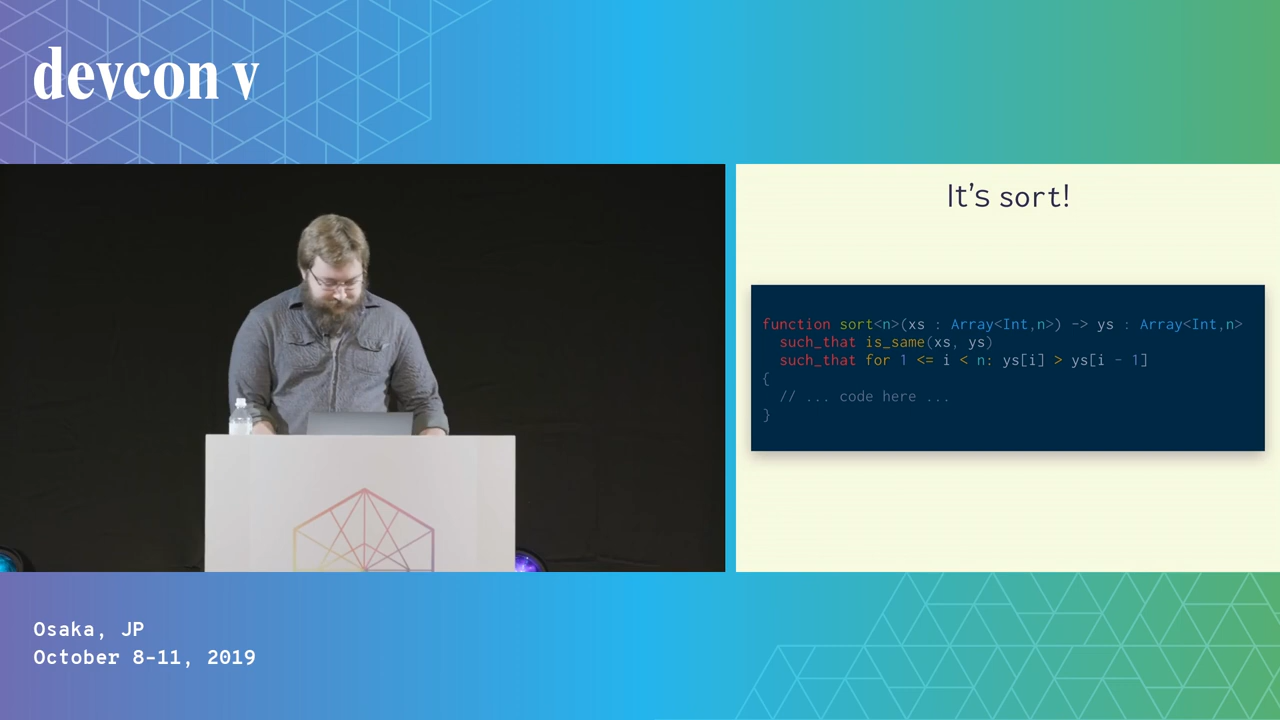 devcon v
It's sort!
function sort<n>(xs : Array<Int,n>) -> ys : Array<Int,n>
such_that is_same(xs, ys)
such_that for 1 <= i < n: ys[i] > ys[i - 1]
{
// ... code here ...
}
Osaka, JP
October 8-11, 2019